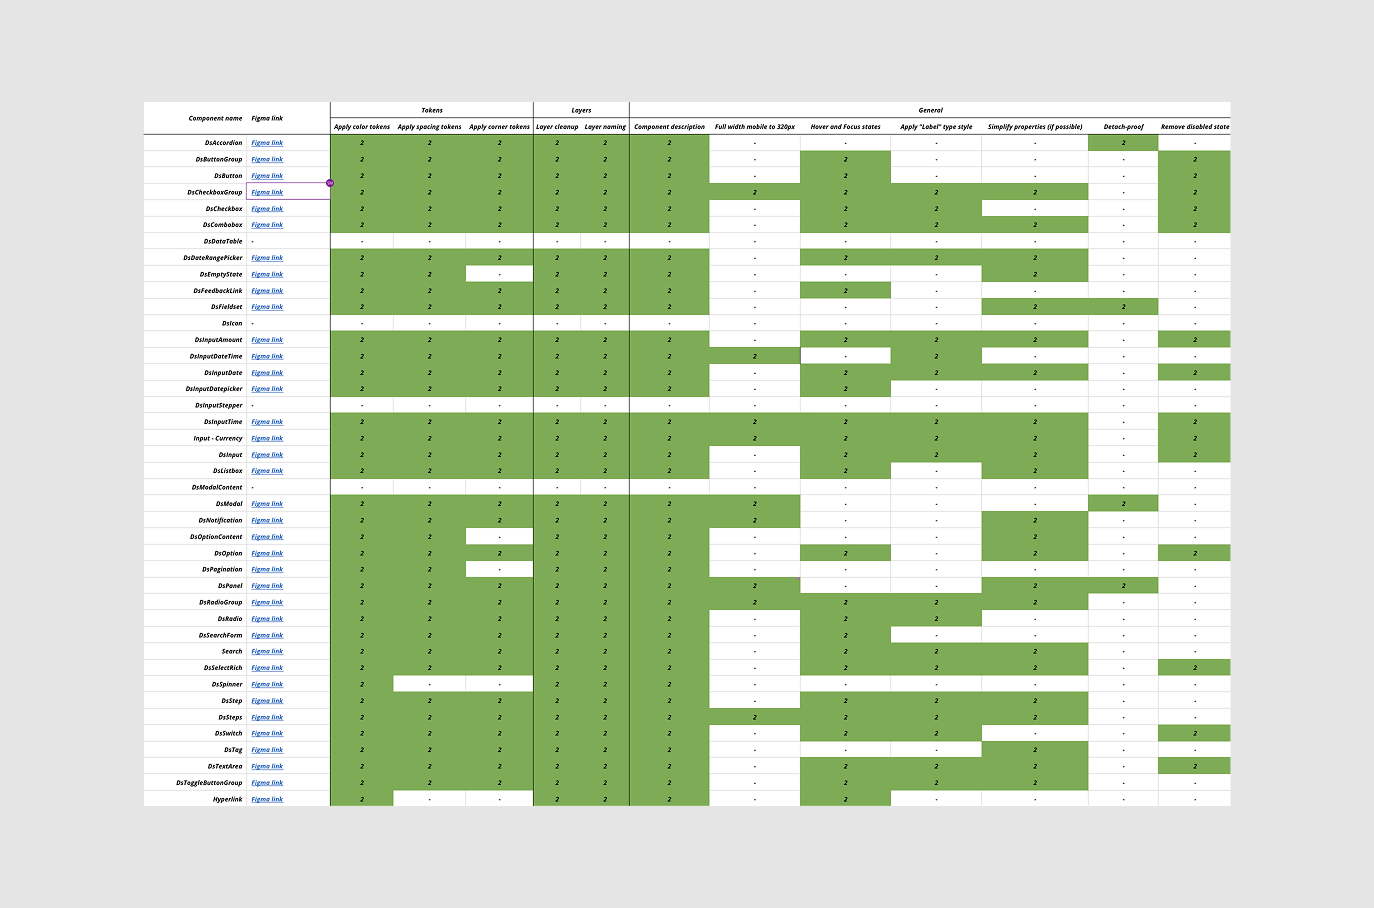 Tokens Layers General
Component name Figma link
Apply color tokens Apply spacing tokens Apply corner tokens Layer cleanup Layer naming Component description Full width mobile to 320px Hover and Focus states Apply "Label" type style Simplify properties (if possible) Detach-proof Remove disabled state
DsAccordion Figma link 2 2 2 2 2 2 - - - - 2 -
DsButtonGroup Figma link 2 2 2 2 2 2 - 2 - - - 2
DsButton Figma link 2 2 2 2 2 2 - 2 - - - 2
DsCheckboxGroup Figma link 2 2 2 2 2 2 2 2 2 2 - 2
DsCheckbox Figma link 2 2 2 2 2 2 - 2 2 - - 2
DsCombobox Figma link 2 2 2 2 2 2 - 2 2 2 - 2
DsDataTable - - - - - - - - - - - - -
DsDateRangePicker Figma link 2 2 2 2 2 2 - 2 2 2 - -
DsEmptyState Figma link 2 2 - 2 2 2 - - - 2 - -
DsFeedbackLink Figma link 2 2 2 2 2 2 - 2 - - - -
DsFieldset Figma link 2 2 2 2 2 2 - - - 2 2 -
DsIcon - - - - - - - - - - - - -
DsInputAmount Figma link 2 2 2 2 2 2 - 2 2 2 - 2
DsInputDateTime Figma link 2 2 2 2 2 2 2 - 2 - - -
DsInputDate Figma link 2 2 2 2 2 2 - 2 2 2 - 2
DsInputDatepicker Figma link 2 2 2 2 2 2 - 2 - - - -
DsInputStepper - - - - - - - - - - - - -
DsInputTime Figma link 2 2 2 2 2 2 2 2 2 2 - 2
Input - Currency Figma link 2 2 2 2 2 2 2 2 2 2 - 2
DsInput Figma link 2 2 2 2 2 2 - 2 2 2 - 2
DsListbox Figma link 2 2 2 2 2 2 - 2 - 2 - -
DsModalContent - - - - - - - - - - - - -
DsModal Figma link 2 2 2 2 2 2 2 - - - 2 -
DsNotification Figma link 2 2 2 2 2 2 2 - - 2 - -
DsOptionContent Figma link 2 2 - 2 2 2 - - - 2 - -
DsOption Figma link 2 2 2 2 2 2 - 2 - 2 - 2
DsPagination Figma link 2 2 - 2 2 2 - - - - - -
DsPanel Figma link 2 2 2 2 2 2 2 - - 2 2 -
DsRadioGroup Figma link 2 2 2 2 2 2 2 2 2 2 - -
DsRadio Figma link 2 2 2 2 2 2 - 2 2 - - -
DsSearchForm Figma link 2 2 2 2 2 2 - 2 - - - -
Search Figma link 2 2 2 2 2 2 - 2 2 2 - -
DsSelectRich Figma link 2 2 2 2 2 2 - 2 2 2 - 2
DsSpinner Figma link 2 - - 2 2 2 - - - - - -
DsStep Figma link 2 2 2 2 2 2 - 2 2 2 - -
DsSteps Figma link 2 2 2 2 2 2 2 2 2 2 - -
DsSwitch Figma link 2 2 2 2 2 2 - 2 2 - - 2
DsTag Figma link 2 2 2 2 2 2 - - - 2 - -
DsTextArea Figma link 2 2 2 2 2 2 - 2 2 2 - 2
DsToggleButtonGroup Figma link 2 2 2 2 2 2 - 2 2 2 - -
Hyperlink Figma link 2 - - 2 2 2 - 2 - - - -